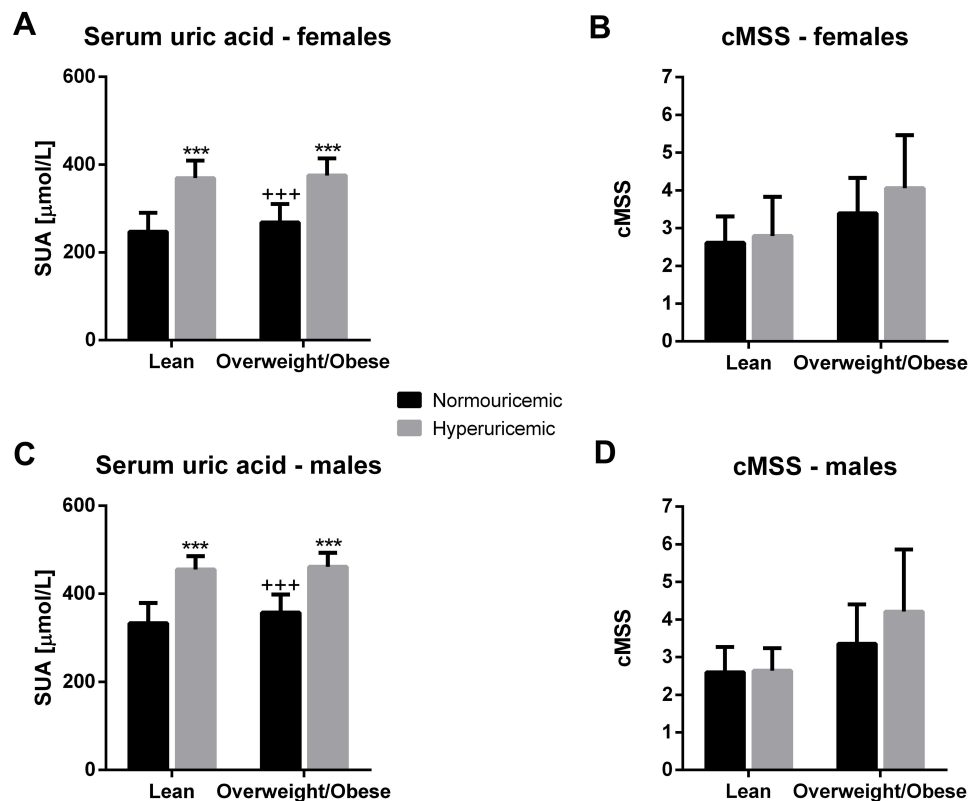 A
Serum uric acid - females
SUA [µmol/L]
600
400
200
0
***
+++
***
Lean
Overweight/Obese
B
cMSS - females
cMSS
7
6
5
4
3
2
1
0
Lean
Overweight/Obese
Normouricemic
Hyperuricemic
C
Serum uric acid - males
SUA [µmol/L]
600
400
200
0
***
+++
***
Lean
Overweight/Obese
D
cMSS - males
cMSS
7
6
5
4
3
2
1
0
Lean
Overweight/Obese